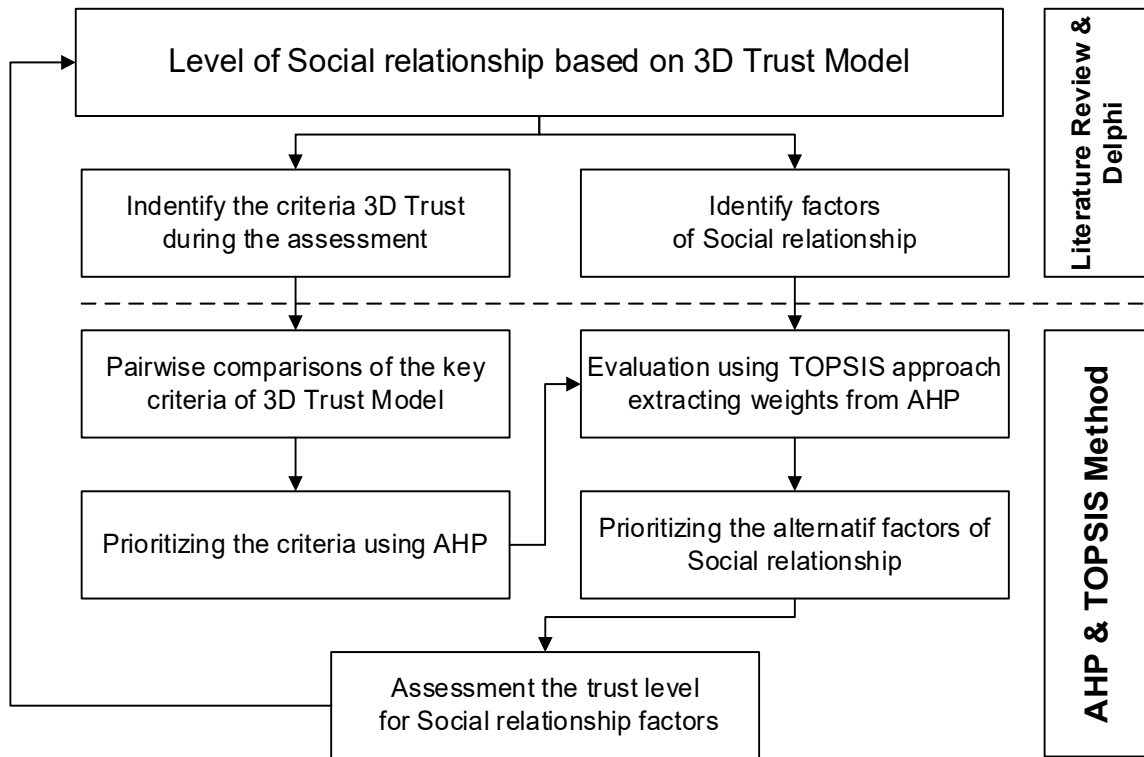 Level of Social relationship based on 3D Trust Model
Literature Review &
Delphi
Indentify the criteria 3D Trust
during the assessment
Identify factors
of Social relationship
Pairwise comparisons of the key
criteria of 3D Trust Model
Evaluation using TOPSIS approach
extracting weights from AHP
Prioritizing the criteria using AHP
Prioritizing the alternatif factors of
Social relationship
AHP & TOPSIS Method
Assessment the trust level
for Social relationship factors